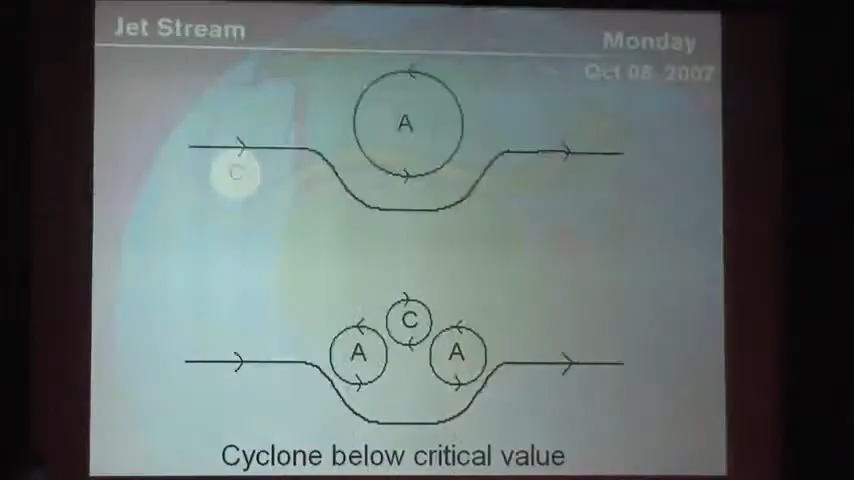 Jet Stream
Monday
Oct 08, 2007
A
C
C
A
A
Cyclone below critical value